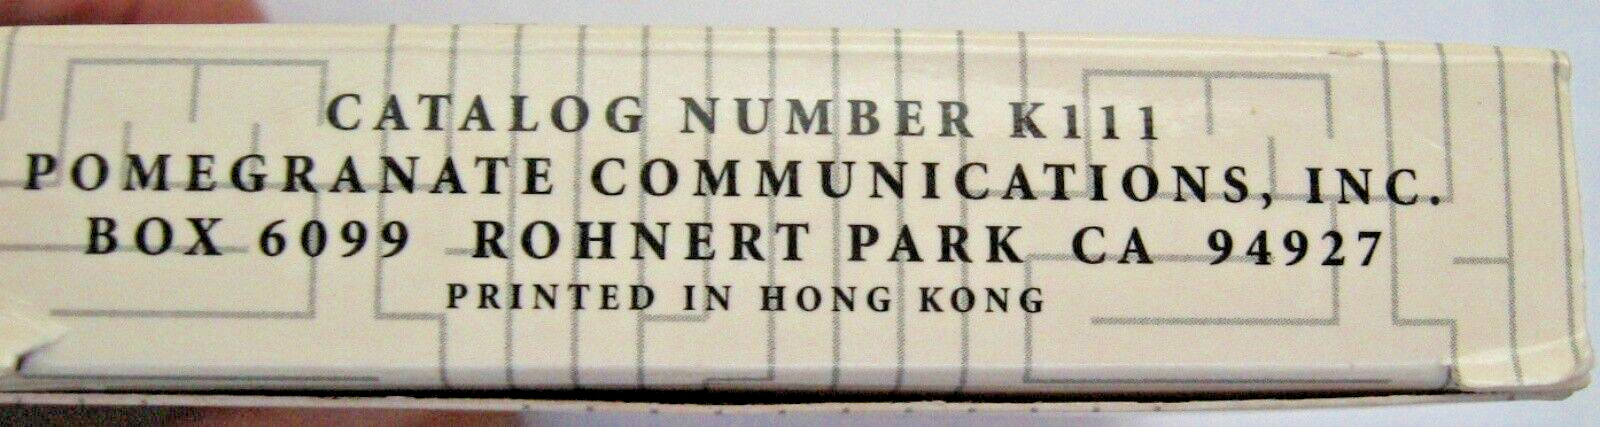 CATALOG NUMBER K111
POMEGRANATE COMMUNICATIONS, INC.
BOX 6099 ROHNERT PARK CA 94927
PRINTED IN HONG KONG